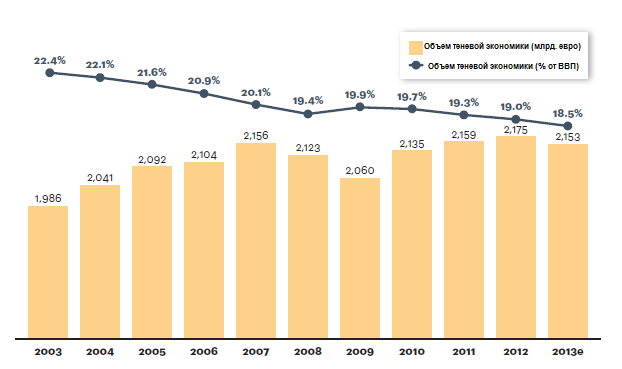 Объем теневой экономики (млрд. евро)
Объем теневой экономики (% от ВВП)
22.4% 22.1% 21.6% 20.9% 20.1% 19.4% 19.9% 19.7% 19.3% 19.0% 18.5%
1,986 2,041 2,092 2,104 2,156 2,123 2,060 2,135 2,159 2,175 2,153
2003 2004 2005 2006 2007 2008 2009 2010 2011 2012 2013e